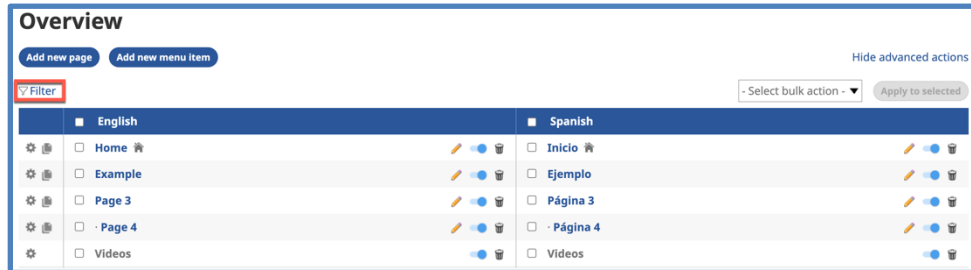 Overview
Add new page Add new menu item Hide advanced actions
Filter - Select bulk action - Apply to selected
English Spanish
Home Inicio
Example Ejemplo
Page 3 Página 3
· Page 4 · Página 4
Videos Videos